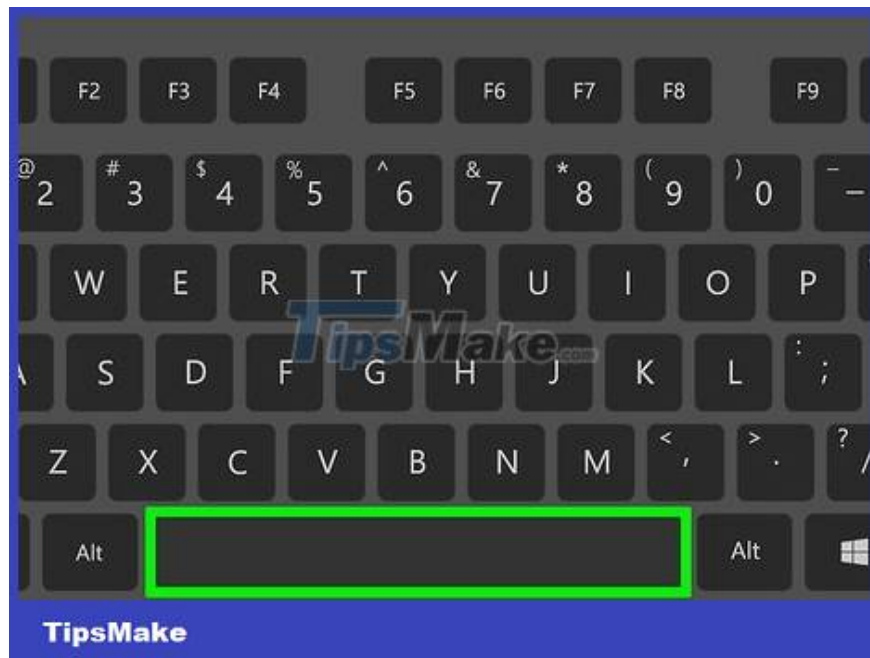 F2 F3 F4 F5 F6 F7 F8 F9
@ 2 # 3 $ 4 % 5 ^ 6 & 7 * 8 ( 9 ) 0 _ –
W E R T Y U I O P
TipsMake.com
A S D F G H J K L : ;
Z X C V B N M < , > . ? /
Alt Alt
TipsMake